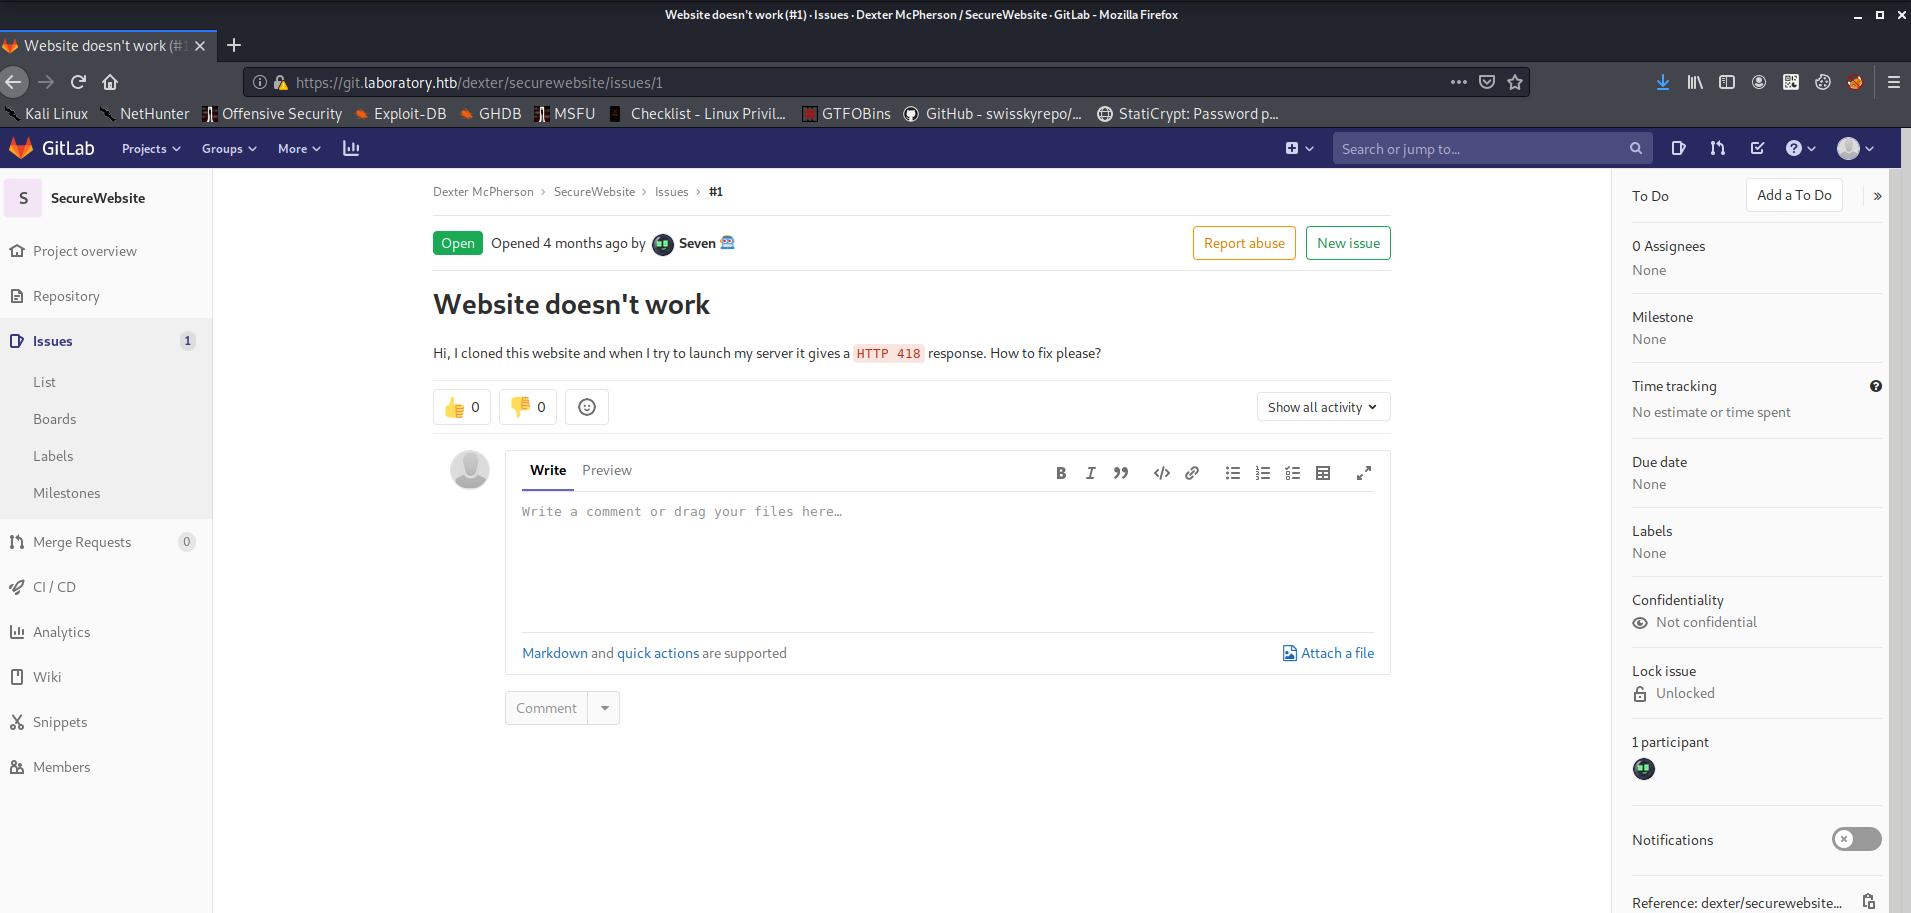 Website doesn't work (#1) · Issues · Dexter McPherson / SecureWebsite · GitLab - Mozilla Firefox
Website doesn't work (#1
https://git.laboratory.htb/dexter/securewebsite/issues/1
Kali Linux NetHunter Offensive Security Exploit-DB GHDB MSFU Checklist - Linux Privil... GTFOBins GitHub - swisskyrepo/... StatiCrypt: Password p...
GitLab Projects Groups More Search or jump to...
S SecureWebsite
Project overview
Repository
Issues 1
List
Boards
Labels
Milestones
Merge Requests 0
CI / CD
Analytics
Wiki
Snippets
Members
Dexter McPherson › SecureWebsite › Issues › #1
Open Opened 4 months ago by Seven Report abuse New issue
Website doesn't work
Hi, I cloned this website and when I try to launch my server it gives a HTTP 418 response. How to fix please?
0 0 Show all activity
Write Preview
Write a comment or drag your files here…
Markdown and quick actions are supported Attach a file
Comment
To Do Add a To Do »
0 Assignees
None
Milestone
None
Time tracking
No estimate or time spent
Due date
None
Labels
None
Confidentiality
Not confidential
Lock issue
Unlocked
1 participant
Notifications
Reference: dexter/securewebsite...